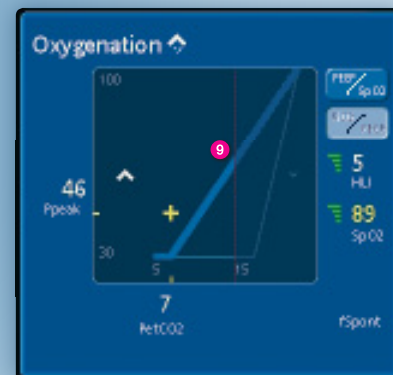 Oxygenation
PEEP/SpO2
100
9
5
HLI
46
Ppeak
89
SpO2
30
5 15
7
PetCO2
fSpont